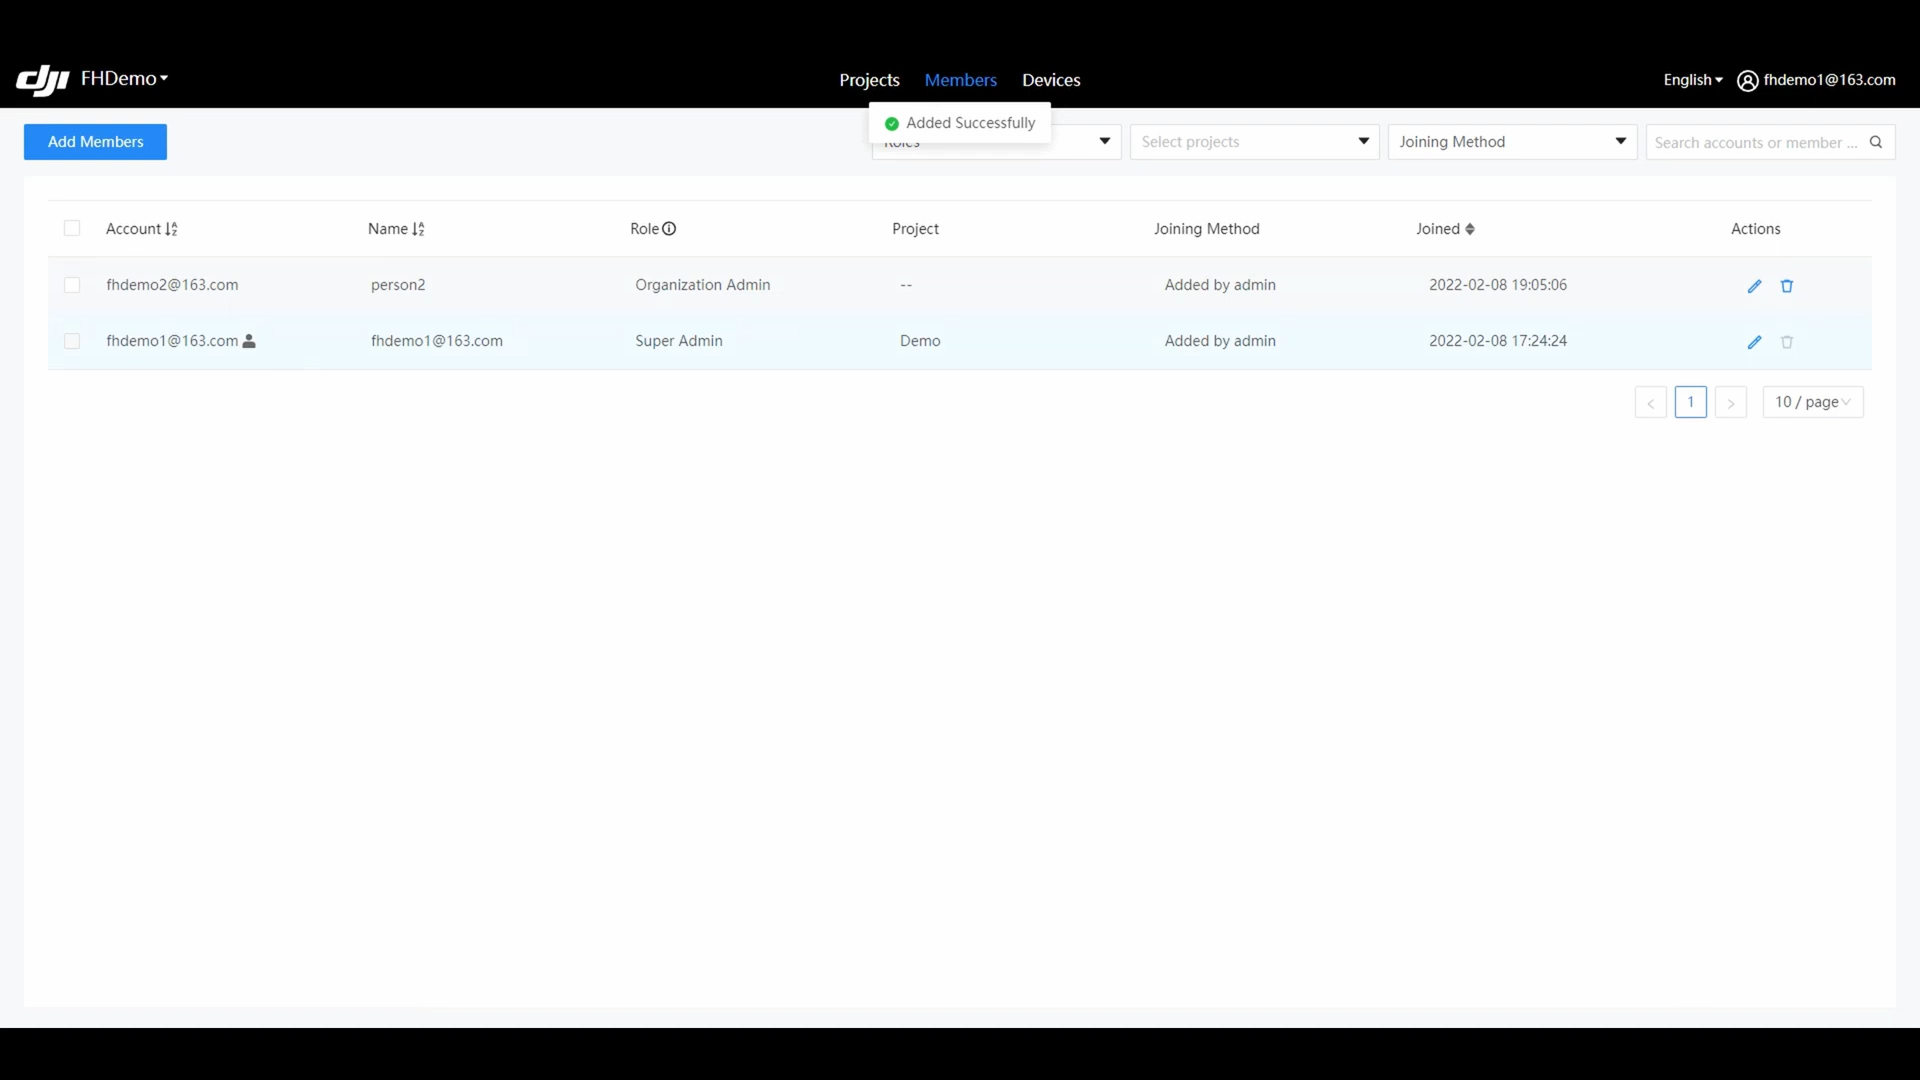 dji FHDemo
Projects Members Devices
English fhdemo1@163.com
Added Successfully
Add Members
Roles
Select projects
Joining Method
Search accounts or member ...
Account Name Role Project Joining Method Joined Actions
fhdemo2@163.com person2 Organization Admin -- Added by admin 2022-02-08 19:05:06
fhdemo1@163.com fhdemo1@163.com Super Admin Demo Added by admin 2022-02-08 17:24:24
< 1 > 10 / page